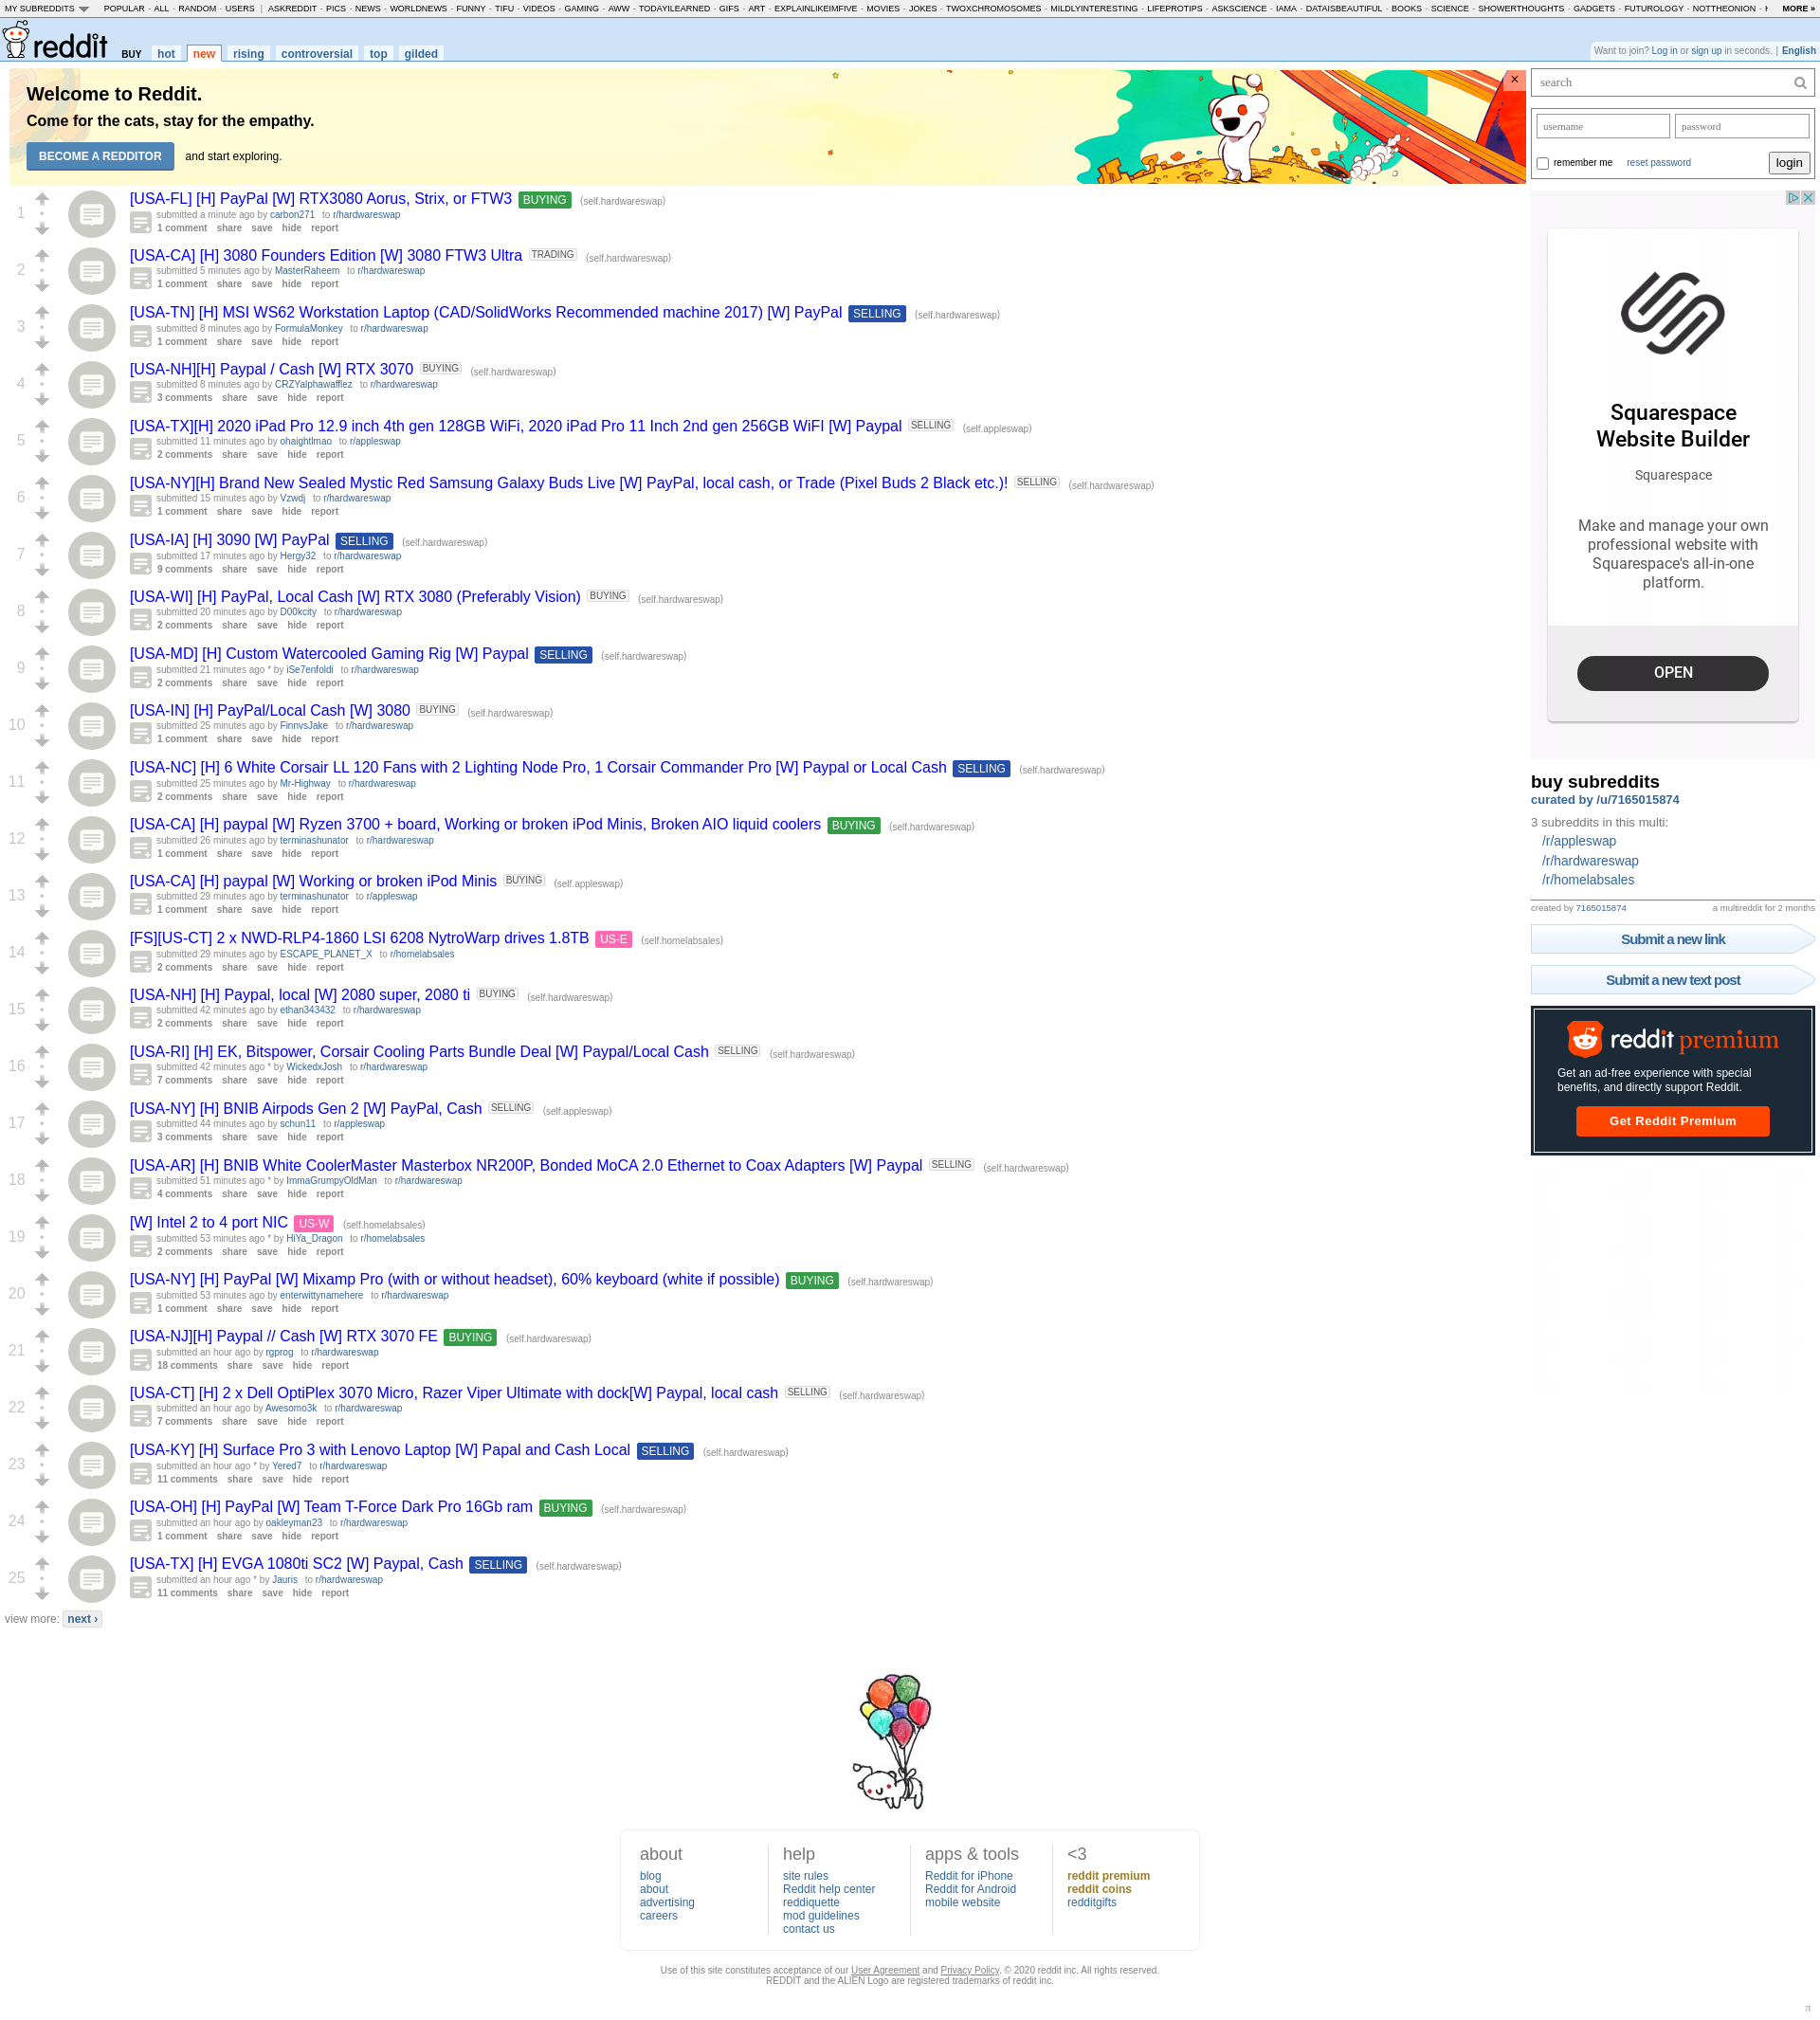 MY SUBREDDITS POPULAR - ALL - RANDOM - USERS | ASKREDDIT - PICS - NEWS - WORLDNEWS - FUNNY - TIFU - VIDEOS - GAMING - AWW - TODAYILEARNED - GIFS - ART - EXPLAINLIKEIMFIVE - MOVIES - JOKES - TWOXCHROMOSOMES - MILDLYINTERESTING - LIFEPROTIPS - ASKSCIENCE - IAMA - DATAISBEAUTIFUL - BOOKS - SCIENCE - SHOWERTHOUGHTS - GADGETS - FUTUROLOGY - NOTTHEONION - MORE »
reddit BUY hot new rising controversial top gilded
Want to join? Log in or sign up in seconds. | English
Welcome to Reddit.
Come for the cats, stay for the empathy.
BECOME A REDDITOR and start exploring.
×
1
[USA-FL] [H] PayPal [W] RTX3080 Aorus, Strix, or FTW3 BUYING (self.hardwareswap)
submitted a minute ago by carbon271 to r/hardwareswap
1 comment share save hide report
2
[USA-CA] [H] 3080 Founders Edition [W] 3080 FTW3 Ultra TRADING (self.hardwareswap)
submitted 5 minutes ago by MasterRaheem to r/hardwareswap
1 comment share save hide report
3
[USA-TN] [H] MSI WS62 Workstation Laptop (CAD/SolidWorks Recommended machine 2017) [W] PayPal SELLING (self.hardwareswap)
submitted 8 minutes ago by FormulaMonkey to r/hardwareswap
1 comment share save hide report
4
[USA-NH][H] Paypal / Cash [W] RTX 3070 BUYING (self.hardwareswap)
submitted 8 minutes ago by CRZYalphawafflez to r/hardwareswap
3 comments share save hide report
5
[USA-TX][H] 2020 iPad Pro 12.9 inch 4th gen 128GB WiFi, 2020 iPad Pro 11 Inch 2nd gen 256GB WiFI [W] Paypal SELLING (self.appleswap)
submitted 11 minutes ago by ohaightlmao to r/appleswap
2 comments share save hide report
6
[USA-NY][H] Brand New Sealed Mystic Red Samsung Galaxy Buds Live [W] PayPal, local cash, or Trade (Pixel Buds 2 Black etc.)! SELLING (self.hardwareswap)
submitted 15 minutes ago by Vzwdj to r/hardwareswap
1 comment share save hide report
7
[USA-IA] [H] 3090 [W] PayPal SELLING (self.hardwareswap)
submitted 17 minutes ago by Hergy32 to r/hardwareswap
9 comments share save hide report
8
[USA-WI] [H] PayPal, Local Cash [W] RTX 3080 (Preferably Vision) BUYING (self.hardwareswap)
submitted 20 minutes ago by D00kcity to r/hardwareswap
2 comments share save hide report
9
[USA-MD] [H] Custom Watercooled Gaming Rig [W] Paypal SELLING (self.hardwareswap)
submitted 21 minutes ago * by iSe7enfoldi to r/hardwareswap
2 comments share save hide report
10
[USA-IN] [H] PayPal/Local Cash [W] 3080 BUYING (self.hardwareswap)
submitted 25 minutes ago by FinnvsJake to r/hardwareswap
1 comment share save hide report
11
[USA-NC] [H] 6 White Corsair LL 120 Fans with 2 Lighting Node Pro, 1 Corsair Commander Pro [W] Paypal or Local Cash SELLING (self.hardwareswap)
submitted 25 minutes ago by Mr-Highway to r/hardwareswap
2 comments share save hide report
12
[USA-CA] [H] paypal [W] Ryzen 3700 + board, Working or broken iPod Minis, Broken AIO liquid coolers BUYING (self.hardwareswap)
submitted 26 minutes ago by terminashunator to r/hardwareswap
1 comment share save hide report
13
[USA-CA] [H] paypal [W] Working or broken iPod Minis BUYING (self.appleswap)
submitted 29 minutes ago by terminashunator to r/appleswap
1 comment share save hide report
14
[FS][US-CT] 2 x NWD-RLP4-1860 LSI 6208 NytroWarp drives 1.8TB US-E (self.homelabsales)
submitted 29 minutes ago by ESCAPE_PLANET_X to r/homelabsales
2 comments share save hide report
15
[USA-NH] [H] Paypal, local [W] 2080 super, 2080 ti BUYING (self.hardwareswap)
submitted 42 minutes ago by ethan343432 to r/hardwareswap
2 comments share save hide report
16
[USA-RI] [H] EK, Bitspower, Corsair Cooling Parts Bundle Deal [W] Paypal/Local Cash SELLING (self.hardwareswap)
submitted 42 minutes ago * by WickedxJosh to r/hardwareswap
7 comments share save hide report
17
[USA-NY] [H] BNIB Airpods Gen 2 [W] PayPal, Cash SELLING (self.appleswap)
submitted 44 minutes ago by schun11 to r/appleswap
3 comments share save hide report
18
[USA-AR] [H] BNIB White CoolerMaster Masterbox NR200P, Bonded MoCA 2.0 Ethernet to Coax Adapters [W] Paypal SELLING (self.hardwareswap)
submitted 51 minutes ago * by ImmaGrumpyOldMan to r/hardwareswap
4 comments share save hide report
19
[W] Intel 2 to 4 port NIC US-W (self.homelabsales)
submitted 53 minutes ago * by HiYa_Dragon to r/homelabsales
2 comments share save hide report
20
[USA-NY] [H] PayPal [W] Mixamp Pro (with or without headset), 60% keyboard (white if possible) BUYING (self.hardwareswap)
submitted 53 minutes ago by enterwittynamehere to r/hardwareswap
1 comment share save hide report
21
[USA-NJ][H] Paypal // Cash [W] RTX 3070 FE BUYING (self.hardwareswap)
submitted an hour ago by rgprog to r/hardwareswap
18 comments share save hide report
22
[USA-CT] [H] 2 x Dell OptiPlex 3070 Micro, Razer Viper Ultimate with dock[W] Paypal, local cash SELLING (self.hardwareswap)
submitted an hour ago by Awesomo3k to r/hardwareswap
7 comments share save hide report
23
[USA-KY] [H] Surface Pro 3 with Lenovo Laptop [W] Papal and Cash Local SELLING (self.hardwareswap)
submitted an hour ago * by Yered7 to r/hardwareswap
11 comments share save hide report
24
[USA-OH] [H] PayPal [W] Team T-Force Dark Pro 16Gb ram BUYING (self.hardwareswap)
submitted an hour ago by oakleyman23 to r/hardwareswap
1 comment share save hide report
25
[USA-TX] [H] EVGA 1080ti SC2 [W] Paypal, Cash SELLING (self.hardwareswap)
submitted an hour ago * by Jauris to r/hardwareswap
11 comments share save hide report
view more: next ›
search
username password
remember me reset password login
Squarespace
Website Builder
Squarespace
Make and manage your own
professional website with
Squarespace's all-in-one
platform.
OPEN
buy subreddits
curated by /u/7165015874
3 subreddits in this multi:
/r/appleswap
/r/hardwareswap
/r/homelabsales
created by 7165015874 a multireddit for 2 months
Submit a new link
Submit a new text post
reddit premium
Get an ad-free experience with special
benefits, and directly support Reddit.
Get Reddit Premium
about
blog
about
advertising
careers
help
site rules
Reddit help center
reddiquette
mod guidelines
contact us
apps & tools
Reddit for iPhone
Reddit for Android
mobile website
<3
reddit premium
reddit coins
redditgifts
Use of this site constitutes acceptance of our User Agreement and Privacy Policy. © 2020 reddit inc. All rights reserved.
REDDIT and the ALIEN Logo are registered trademarks of reddit inc.
π